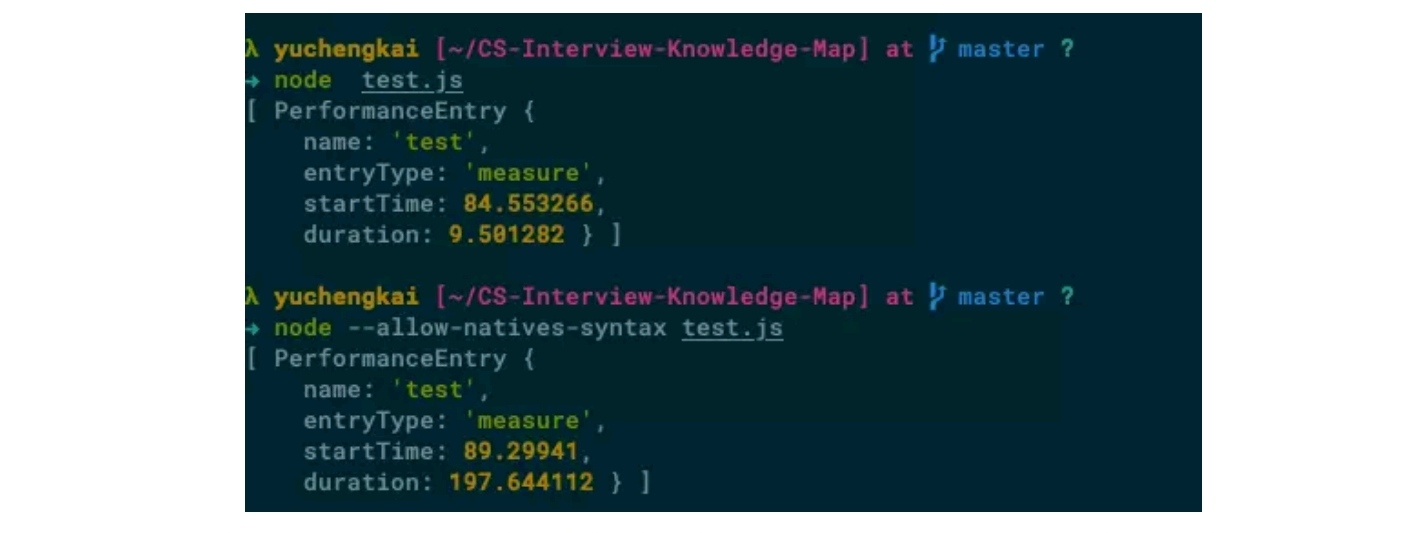 λ yuchengkai [~/CS-Interview-Knowledge-Map] at master ?
→ node  test.js
[ PerformanceEntry {
    name: 'test',
    entryType: 'measure',
    startTime: 84.553266,
    duration: 9.501282 } ]
λ yuchengkai [~/CS-Interview-Knowledge-Map] at master ?
→ node --allow-natives-syntax test.js
[ PerformanceEntry {
    name: 'test',
    entryType: 'measure',
    startTime: 89.29941,
    duration: 197.644112 } ]